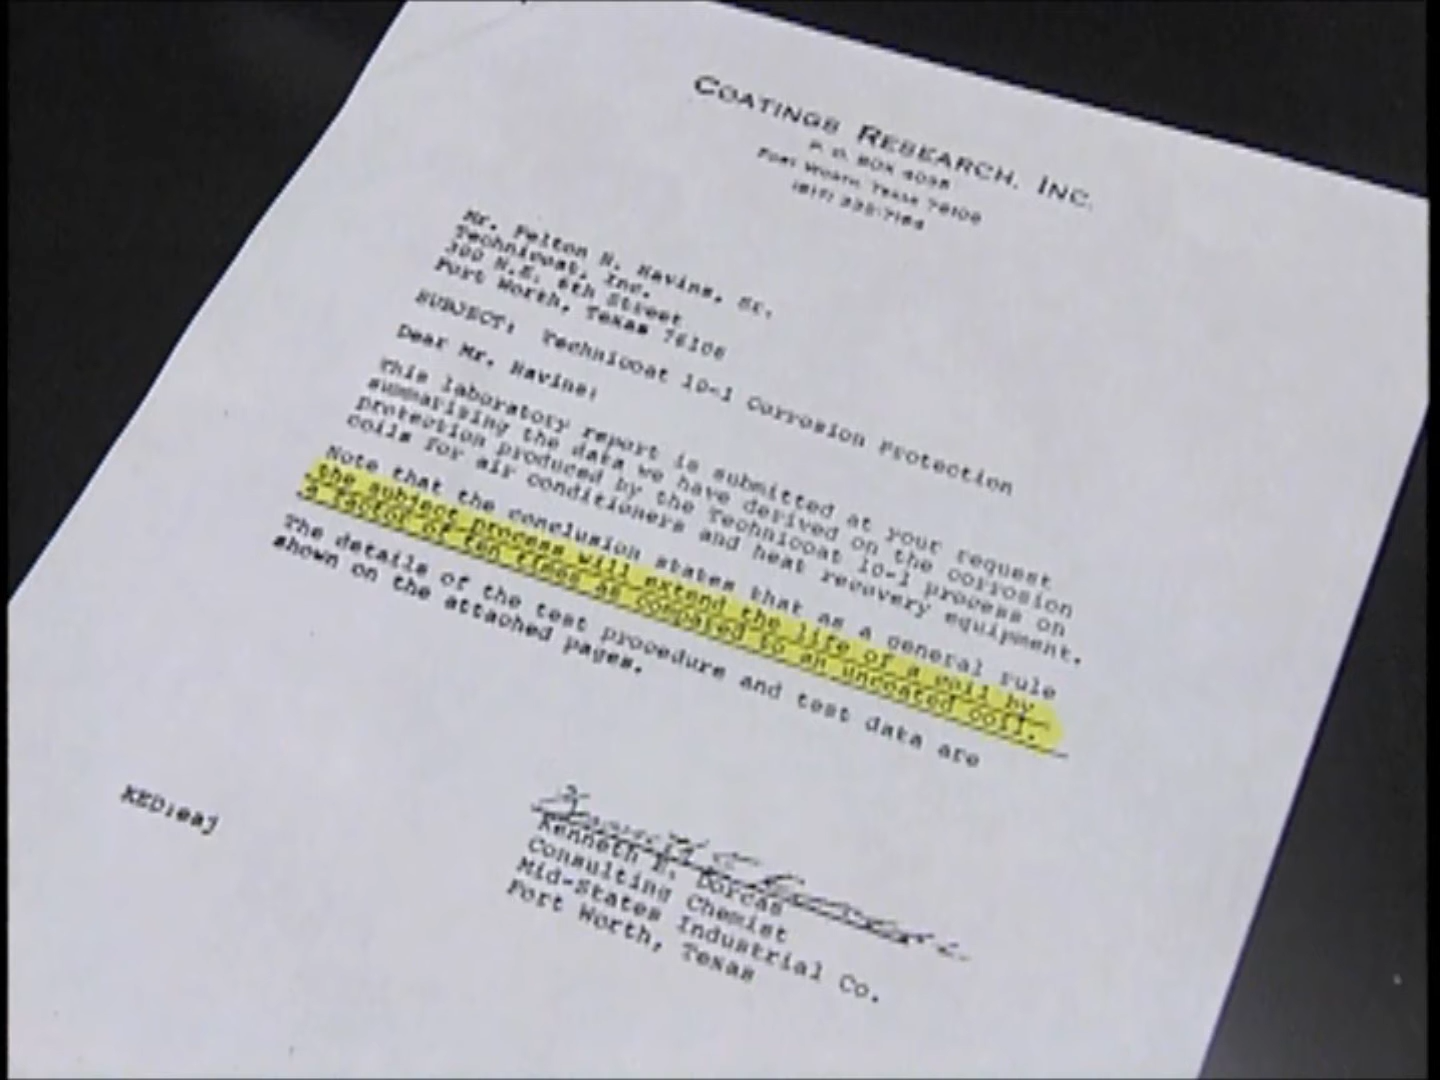 COATINGS RESEARCH, INC.
P. O. BOX
FORT WORTH, TEXAS 76106
(817)
Mr. Felton N. Havins, Sr.
Technicoat, Inc.
300 N.E. 6th Street
Fort Worth, Texas 76106
SUBJECT: Technicoat 10-1 Corrosion Protection
Dear Mr. Havins:
This laboratory report is submitted at your request
summarizing the data we have derived on the corrosion
protection produced by the Technicoat 10-1 process on
coils for air conditioners and heat recovery equipment.
Note that the conclusion states that as a general rule
the subject process will extend the life of a coil by
a factor of ten times as compared to an uncoated coil.
The details of the test procedure and test data are
shown on the attached pages.
Kenneth E. Dorcas
Consulting Chemist
Mid-States Industrial Co.
Fort Worth, Texas
KED:eaj